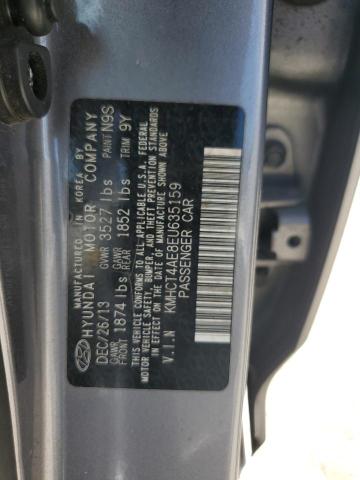 MANUFACTURED IN KOREA BY
HYUNDAI MOTOR COMPANY
DEC/26/13 GVWR 3527 lbs PAINT N9S
GAWR FRONT 1874 lbs GAWR REAR 1852 lbs TRIM 9Y
THIS VEHICLE CONFORMS TO ALL APPLICABLE U.S.A. FEDERAL
MOTOR VEHICLE SAFETY, BUMPER, AND THEFT PREVENTION STANDARDS
IN EFFECT ON THE DATE OF MANUFACTURE SHOWN ABOVE.
V.I.N KMHCT4AE8EU635159
PASSENGER CAR